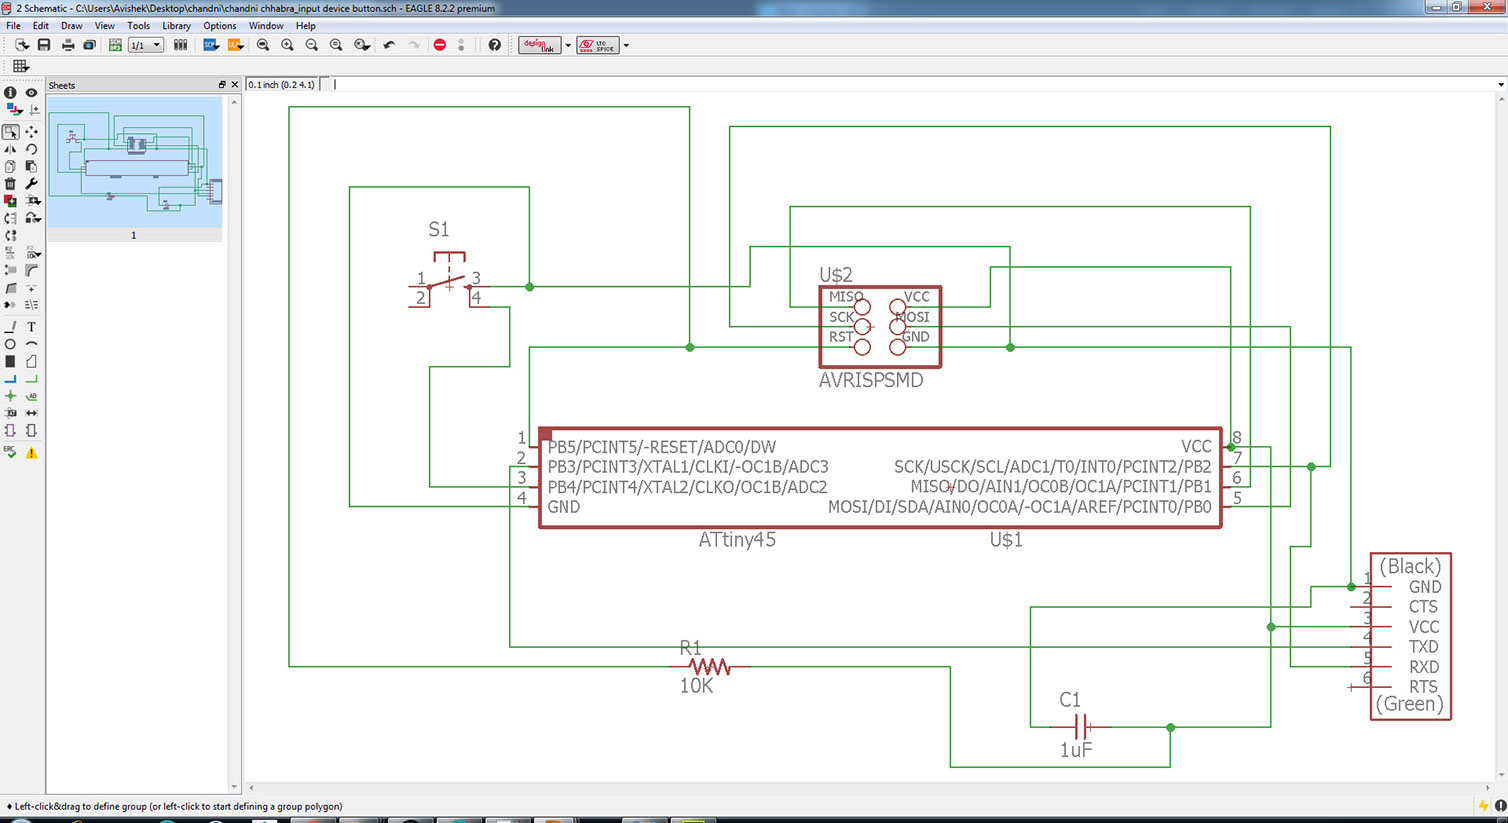 2 Schematic - C:\Users\Avishek\Desktop\chandni\chandni chhabra_input device button.sch - EAGLE 8.2.2 premium
File Edit Draw View Tools Library Options Window Help
1/1 SCR ULP design link LTC SPICE
Sheets
0.1 inch (0.2 4.1)
1
S1
1 3
2 4
U$2
MISO VCC
SCK MOSI
RST GND
AVRISPSMD
1 PB5/PCINT5/-RESET/ADC0/DW VCC 8
2 PB3/PCINT3/XTAL1/CLKI/-OC1B/ADC3 SCK/USCK/SCL/ADC1/T0/INT0/PCINT2/PB2 7
3 PB4/PCINT4/XTAL2/CLKO/OC1B/ADC2 MISO/DO/AIN1/OC0B/OC1A/PCINT1/PB1 6
4 GND MOSI/DI/SDA/AIN0/OC0A/-OC1A/AREF/PCINT0/PB0 5
ATtiny45 U$1
(Black)
1 GND
2 CTS
3 VCC
4 TXD
5 RXD
6 RTS
(Green)
R1
10K
C1
1uF
Left-click&drag to define group (or left-click to start defining a group polygon)